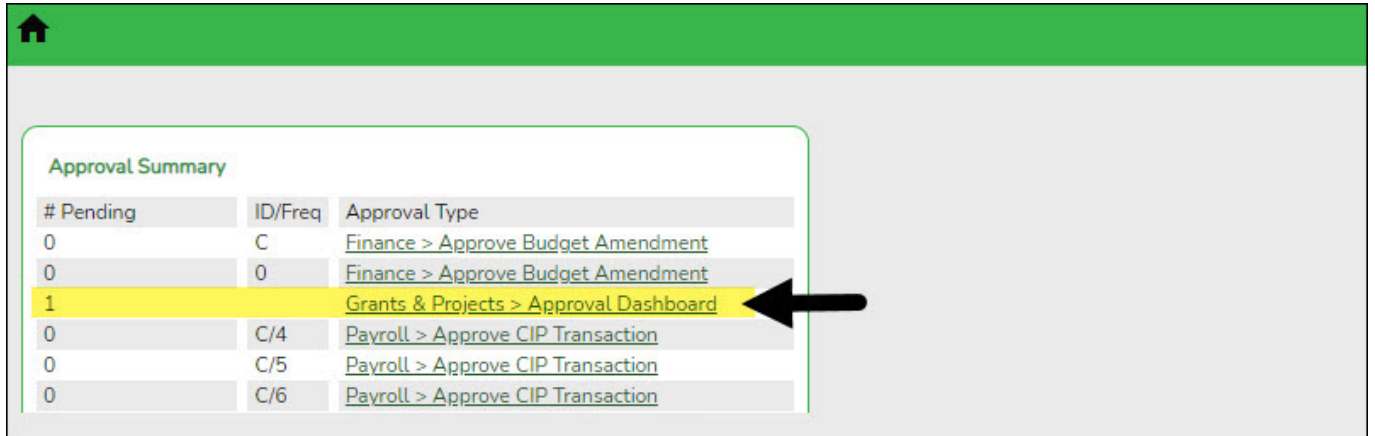 Approval Summary
# Pending ID/Freq Approval Type
0 C Finance > Approve Budget Amendment
0 0 Finance > Approve Budget Amendment
1 Grants & Projects > Approval Dashboard
0 C/4 Payroll > Approve CIP Transaction
0 C/5 Payroll > Approve CIP Transaction
0 C/6 Payroll > Approve CIP Transaction